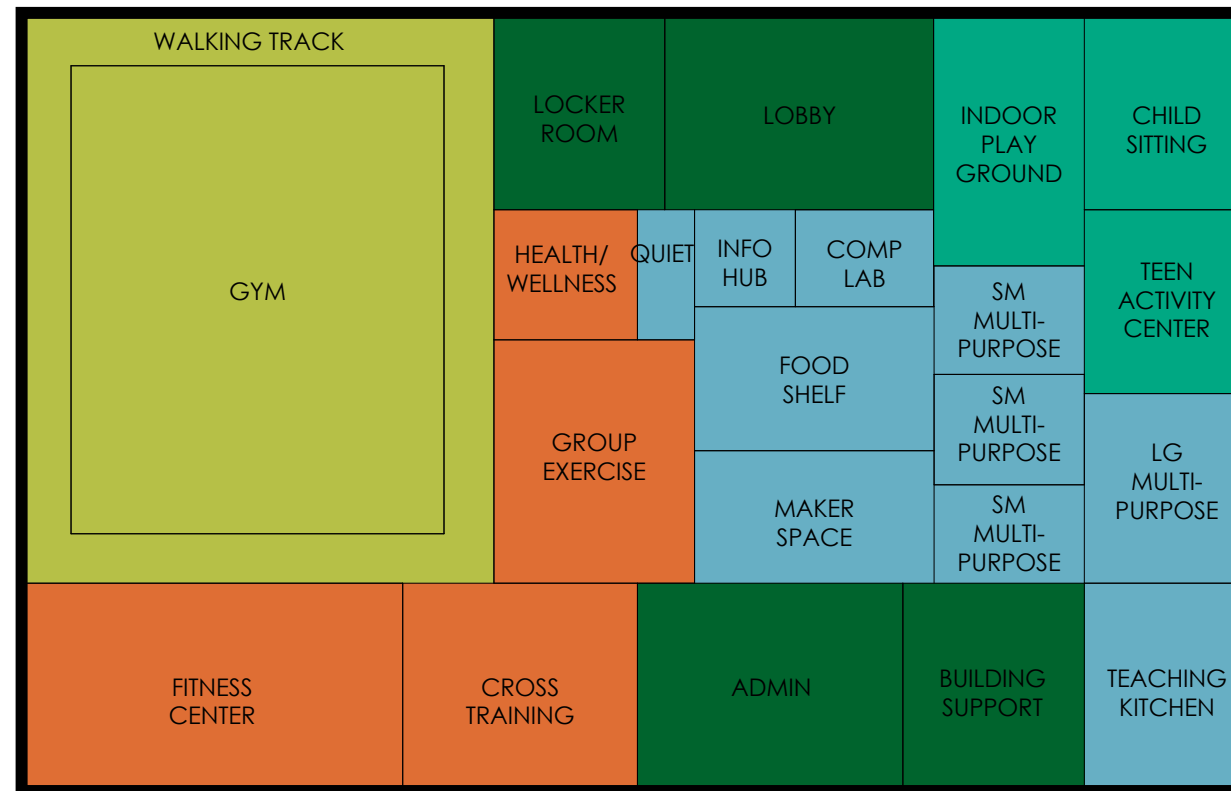 WALKING TRACK
GYM
LOCKER
ROOM
LOBBY
INDOOR
PLAY
GROUND
CHILD
SITTING
HEALTH/
WELLNESS
QUIET
INFO
HUB
COMP
LAB
SM
MULTI-
PURPOSE
TEEN
ACTIVITY
CENTER
FOOD
SHELF
SM
MULTI-
PURPOSE
GROUP
EXERCISE
LG
MULTI-
PURPOSE
MAKER
SPACE
SM
MULTI-
PURPOSE
FITNESS
CENTER
CROSS
TRAINING
ADMIN
BUILDING
SUPPORT
TEACHING
KITCHEN